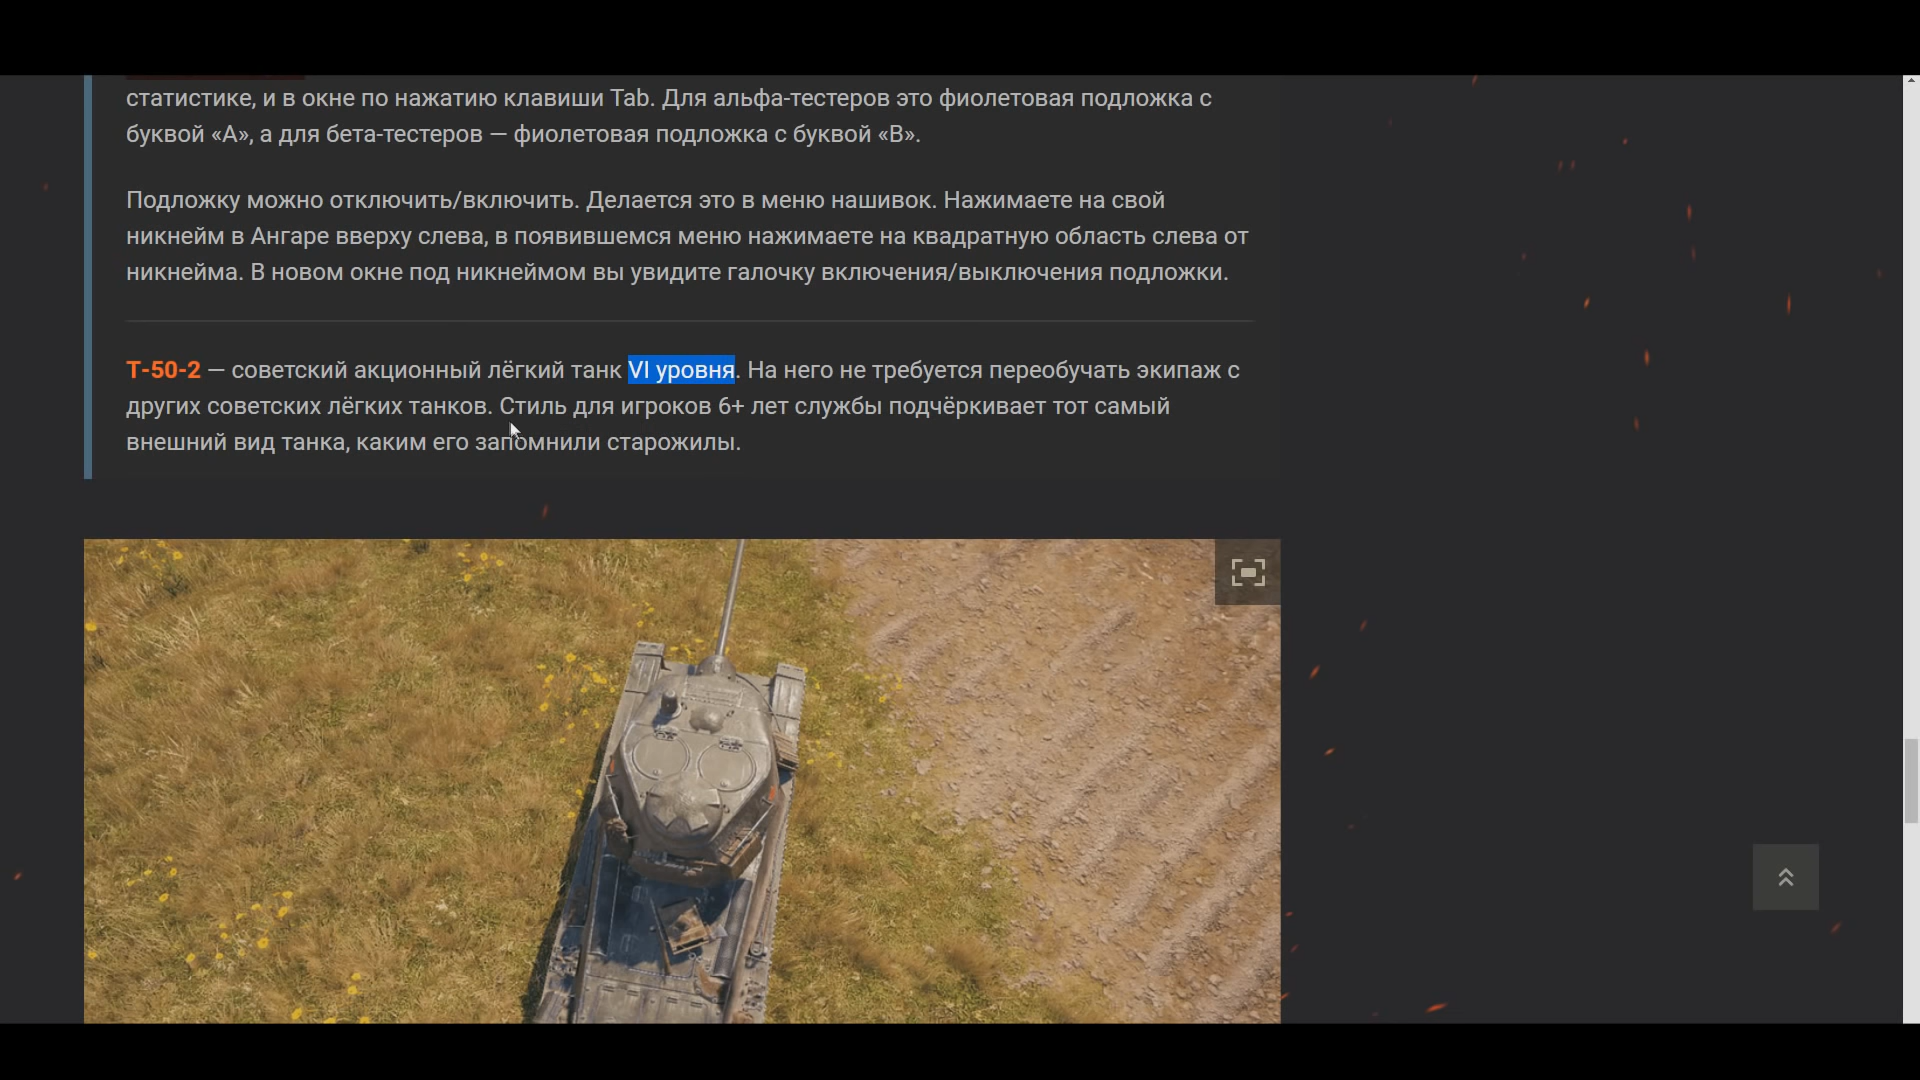 статистике, и в окне по нажатию клавиши Tab. Для альфа-тестеров это фиолетовая подложка с
буквой «А», а для бета-тестеров — фиолетовая подложка с буквой «В».
Подложку можно отключить/включить. Делается это в меню нашивок. Нажимаете на свой
никнейм в Ангаре вверху слева, в появившемся меню нажимаете на квадратную область слева от
никнейма. В новом окне под никнеймом вы увидите галочку включения/выключения подложки.
Т-50-2 — советский акционный лёгкий танк VI уровня. На него не требуется переобучать экипаж с
других советских лёгких танков. Стиль для игроков 6+ лет службы подчёркивает тот самый
внешний вид танка, каким его запомнили старожилы.